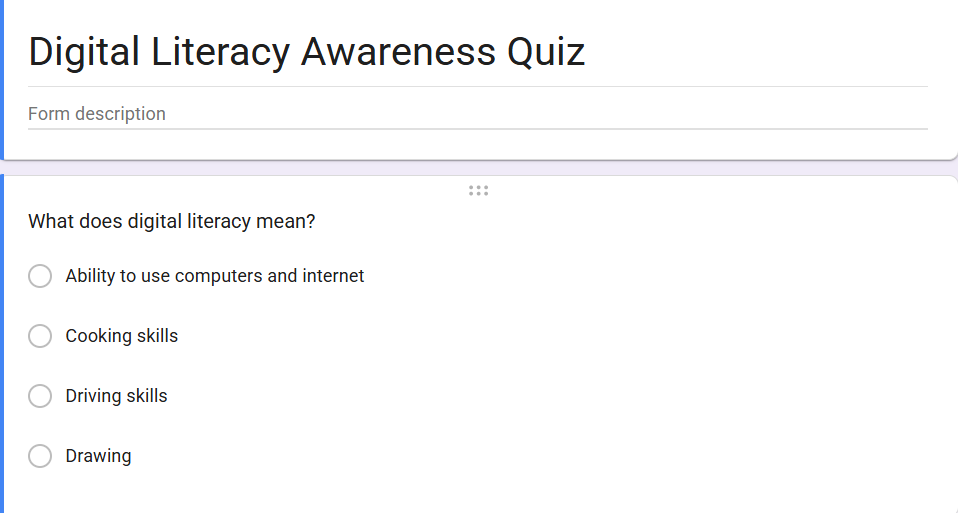 Digital Literacy Awareness Quiz
Form description
What does digital literacy mean?
Ability to use computers and internet
Cooking skills
Driving skills
Drawing